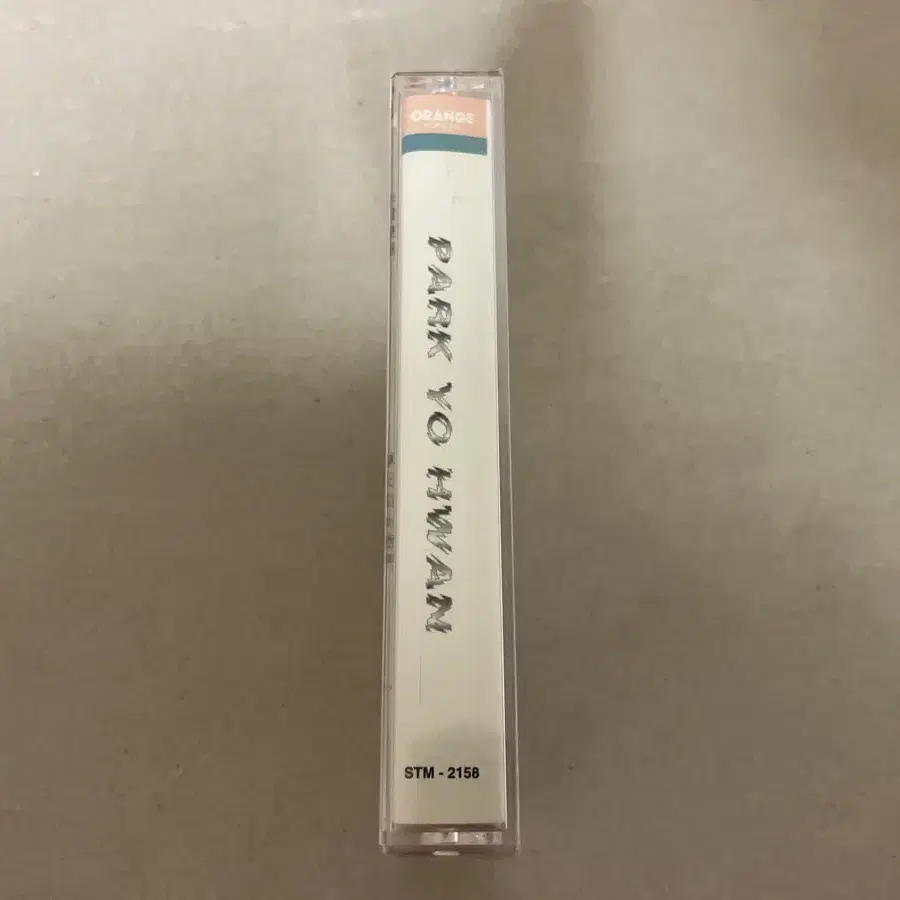 ORANGE
PARK YO HWAN
STM - 2158